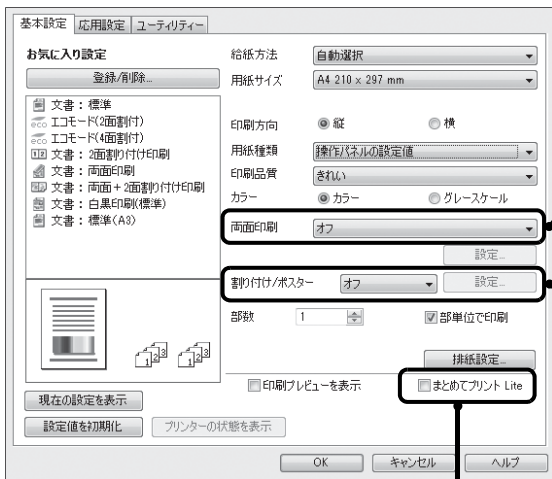 基本設定 応用設定 ユーティリティー
お気に入り設定
登録/削除...
文書：標準
eco エコモード(2面割付)
eco エコモード(4面割付)
文書：2面割り付け印刷
文書：両面印刷
文書：両面＋2面割り付け印刷
文書：白黒印刷(標準)
文書：標準(A3)
1 2 3 1 2 3
現在の設定を表示
設定値を初期化 プリンターの状態を表示
給紙方法 自動選択
用紙サイズ A4 210 x 297 mm
印刷方向 縦 横
用紙種類 操作パネルの設定値
印刷品質 きれい
カラー カラー グレースケール
両面印刷 オフ
設定...
割り付け/ポスター オフ 設定...
部数 1 部単位で印刷
排紙設定...
印刷プレビューを表示 まとめてプリント Lite
OK キャンセル ヘルプ